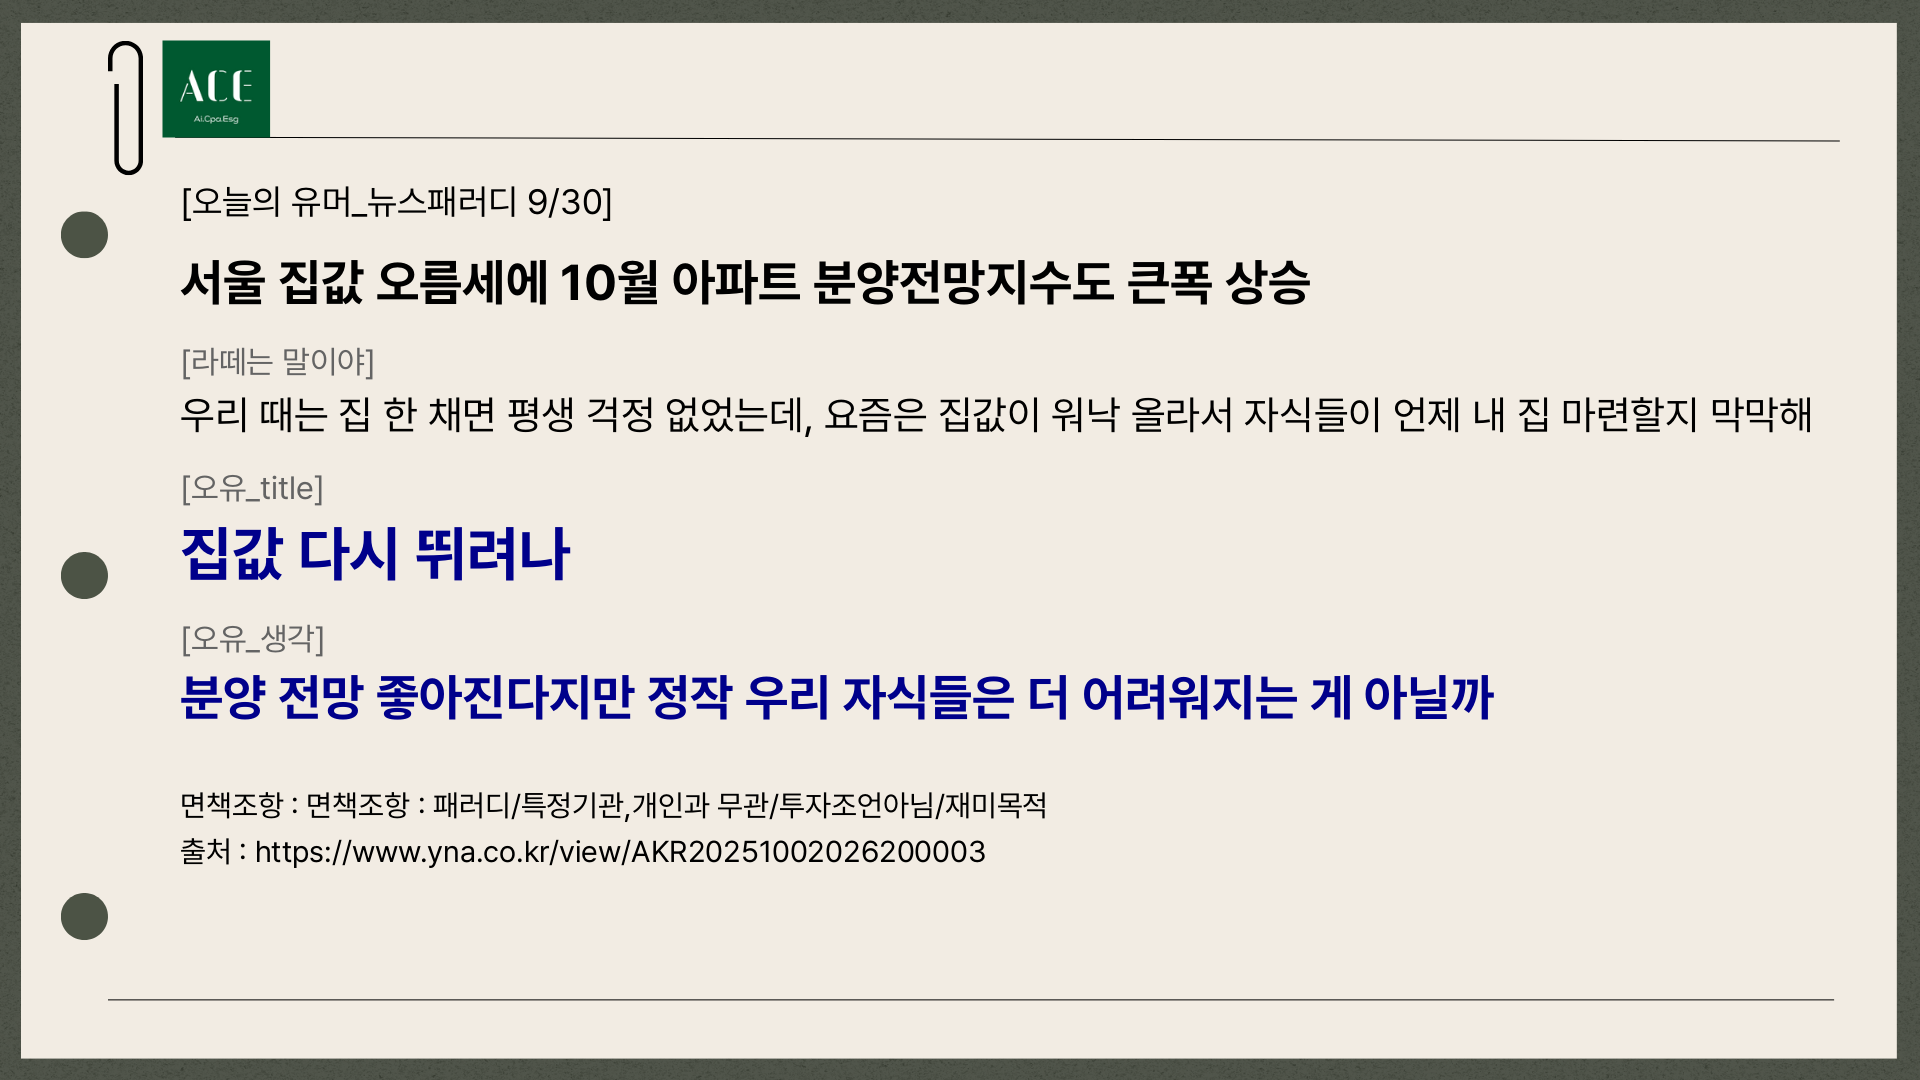 ACE
Ai.Cpa.Esg
[오늘의 유머_뉴스패러디 9/30]
서울 집값 오름세에 10월 아파트 분양전망지수도 큰폭 상승
[라떼는 말이야]
우리 때는 집 한 채면 평생 걱정 없었는데, 요즘은 집값이 워낙 올라서 자식들이 언제 내 집 마련할지 막막해
[오유_title]
집값 다시 뛰려나
[오유_생각]
분양 전망 좋아진다지만 정작 우리 자식들은 더 어려워지는 게 아닐까
면책조항 : 면책조항 : 패러디/특정기관,개인과 무관/투자조언아님/재미목적
출처 : https://www.yna.co.kr/view/AKR20251002026200003